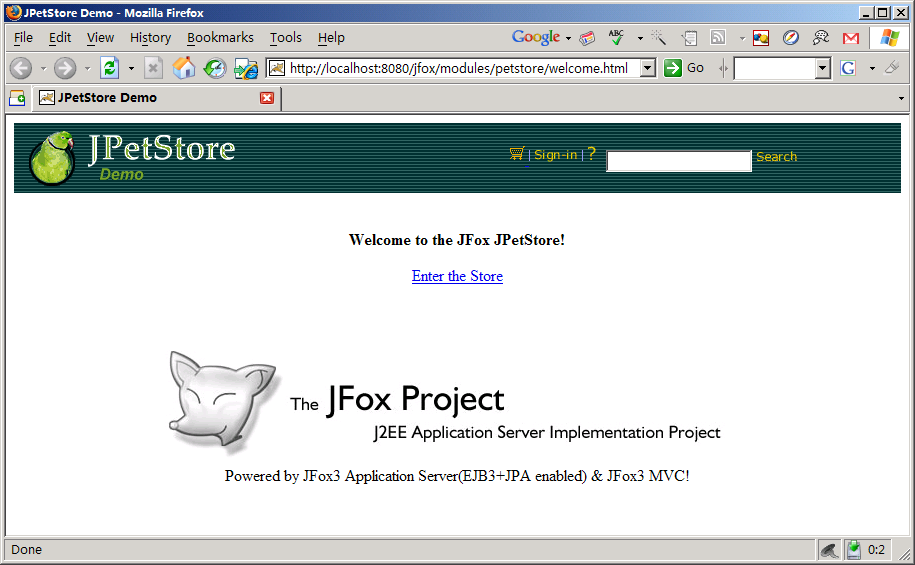 JPetStore Demo - Mozilla Firefox
File Edit View History Bookmarks Tools Help
Google ABC
http://localhost:8080/jfox/modules/petstore/welcome.html Go G
JPetStore Demo
JPetStore
Demo
| Sign-in | ? Search
Welcome to the JFox JPetStore!
Enter the Store
The JFox Project
J2EE Application Server Implementation Project
Powered by JFox3 Application Server(EJB3+JPA enabled) & JFox3 MVC!
Done 0:2